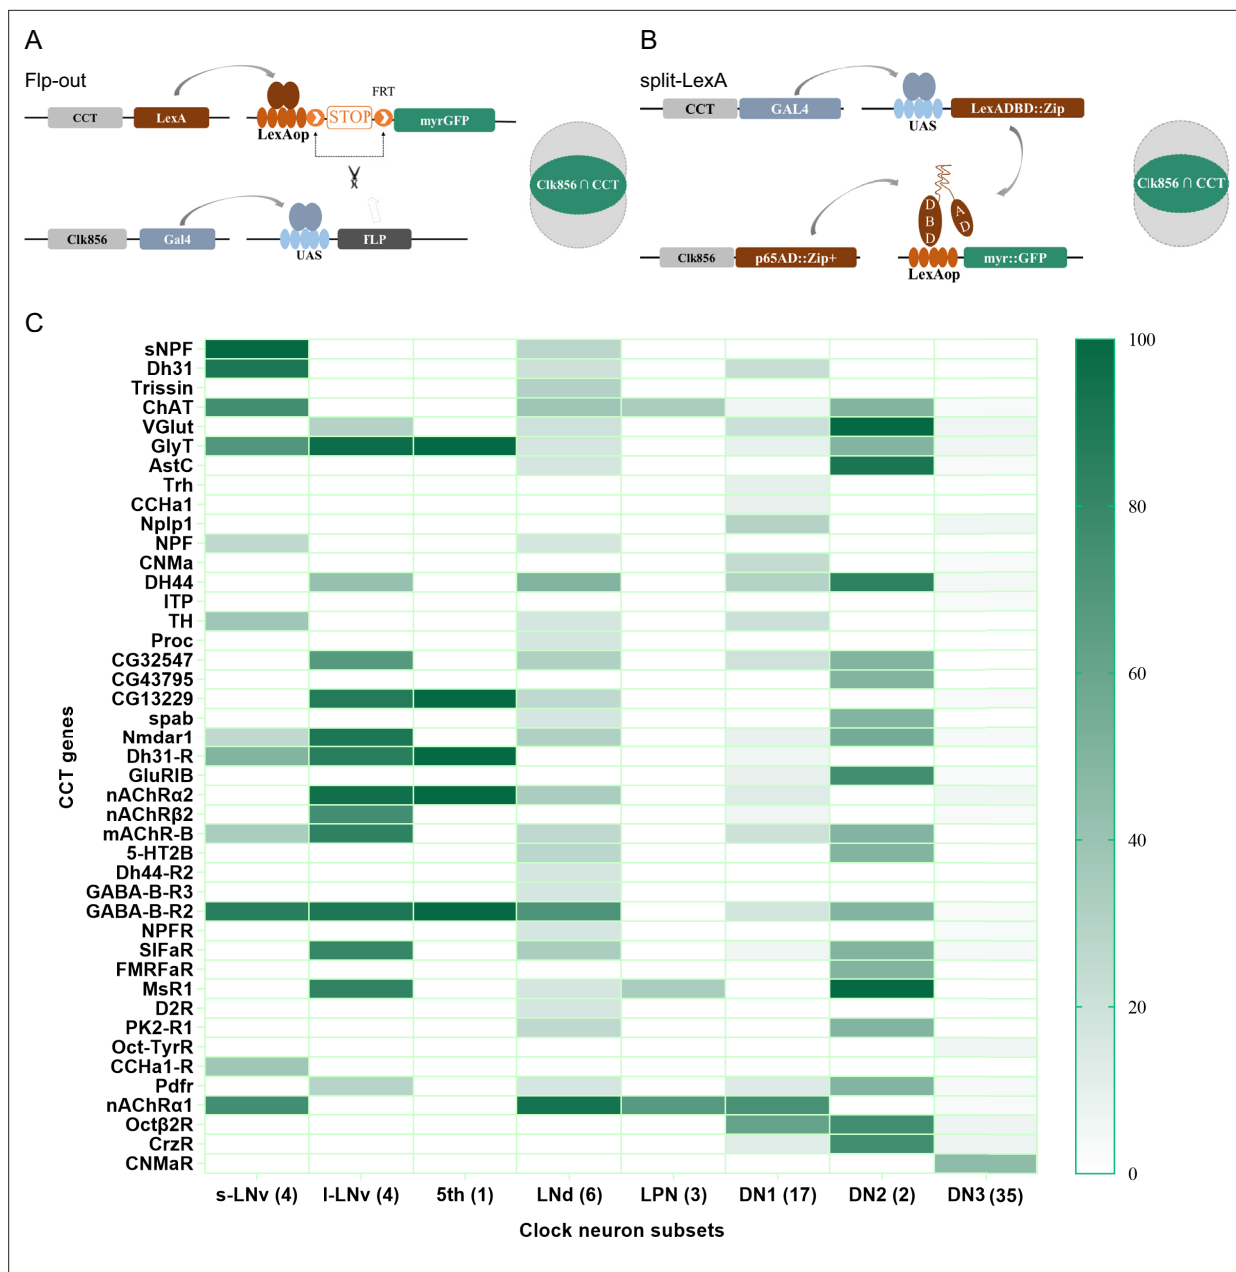 A
Flp-out
CCT
LexA
LexAop
STOP
FRT
myrGFP
Clk856
Gal4
UAS
FLP
Clk856 ∩ CCT
B
split-LexA
CCT
GAL4
UAS
LexADBD::Zip
DBD
AD
Clk856
p65AD::Zip+
LexAop
myr::GFP
Clk856 ∩ CCT
C
CCT genes
sNPF
Dh31
Trissin
ChAT
VGlut
GlyT
AstC
Trh
CCHa1
Nplp1
NPF
CNMa
DH44
ITP
TH
Proc
CG32547
CG43795
CG13229
spab
Nmdar1
Dh31-R
GluRIB
nAChRα2
nAChRβ2
mAChR-B
5-HT2B
Dh44-R2
GABA-B-R3
GABA-B-R2
NPFR
SIFaR
FMRFaR
MsR1
D2R
PK2-R1
Oct-TyrR
CCHa1-R
Pdfr
nAChRα1
Octβ2R
CrzR
CNMaR
s-LNv (4) l-LNv (4) 5th (1) LNd (6) LPN (3) DN1 (17) DN2 (2) DN3 (35)
Clock neuron subsets
100
80
60
40
20
0